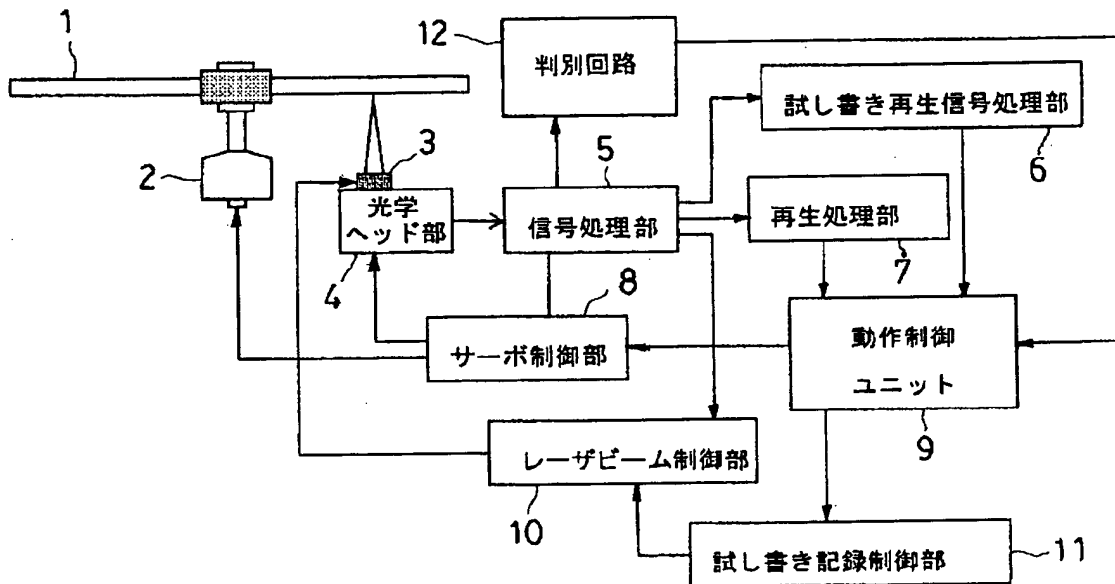 1
12
判別回路
試し書き再生信号処理部
6
2
3
光学
ヘッド部
4
5
信号処理部
再生処理部
7
8
サーボ制御部
動作制御
ユニット
9
レーザビーム制御部
10
試し書き記録制御部
11